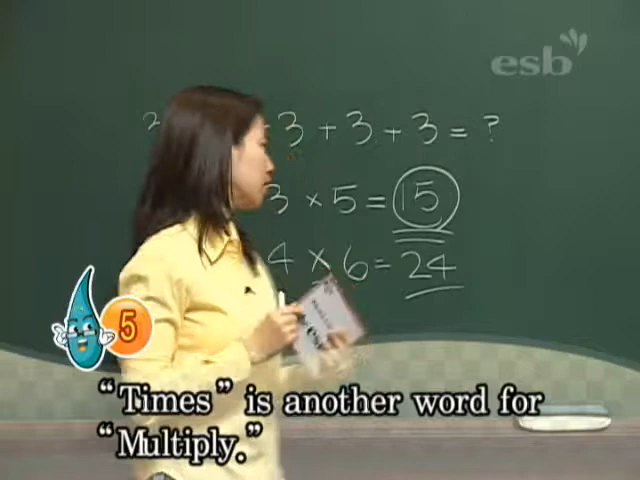 esb
3 + 3 + 3 = ?
3 × 5 = 15
4 × 6 = 24
5
“Times” is another word for
“Multiply.”